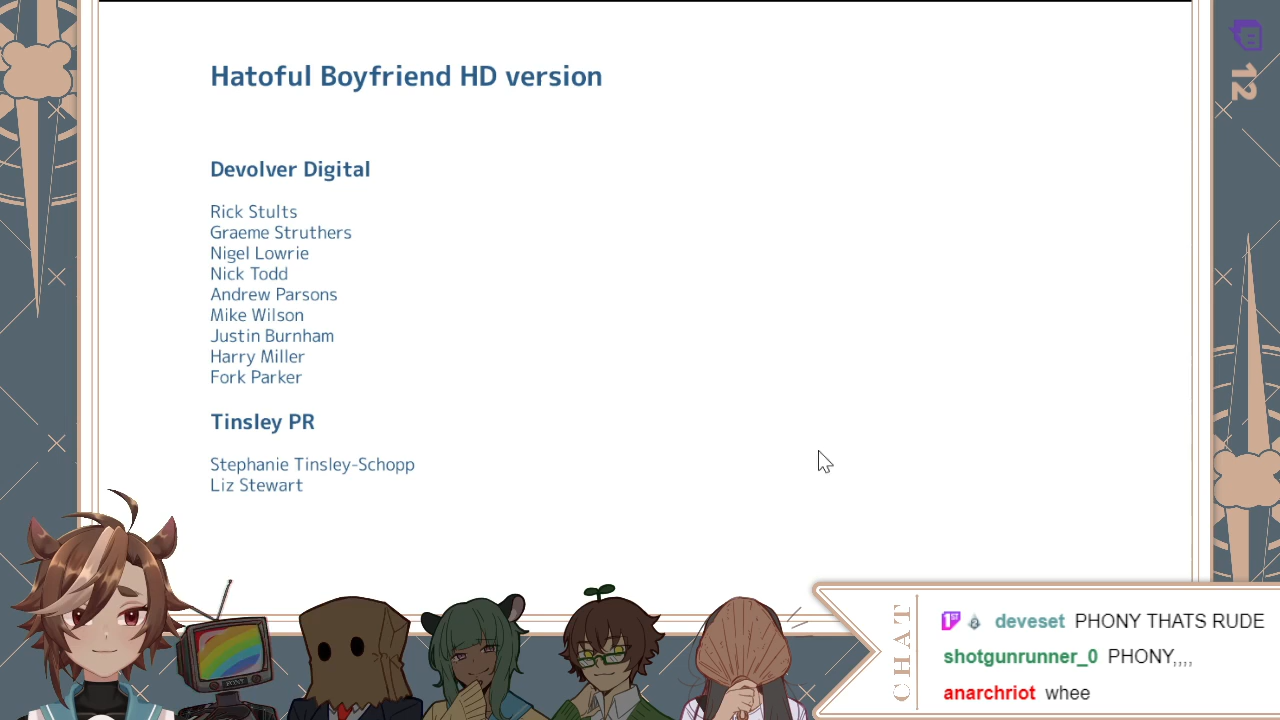 Hatoful Boyfriend HD version
Devolver Digital
Rick Stults
Graeme Struthers
Nigel Lowrie
Nick Todd
Andrew Parsons
Mike Wilson
Justin Burnham
Harry Miller
Fork Parker
Tinsley PR
Stephanie Tinsley-Schopp
Liz Stewart
12
CHAT
deveset PHONY THATS RUDE
shotgunrunner_0 PHONY,,,,
anarchriot whee